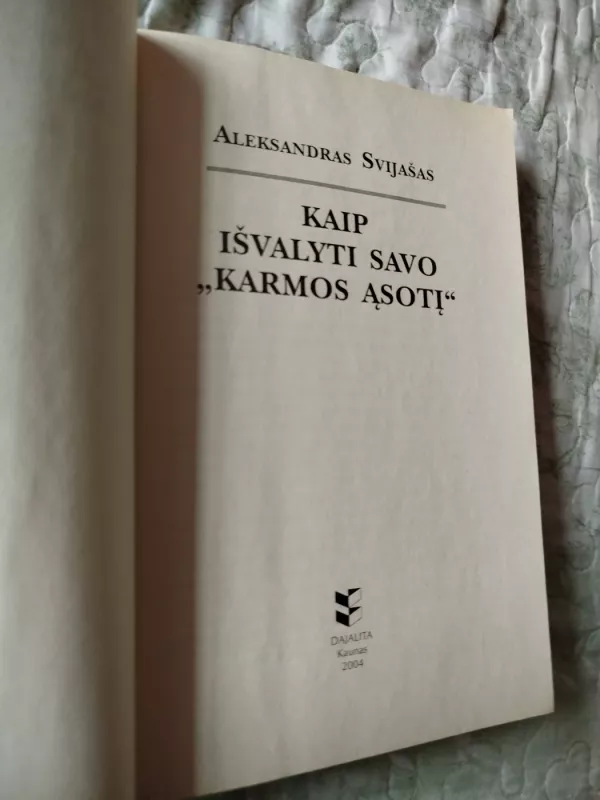 Aleksandras Svijašas
KAIP
IŠVALYTI SAVO
„KARMOS ĄSOTĮ“
DAJALITA
Kaunas
2004